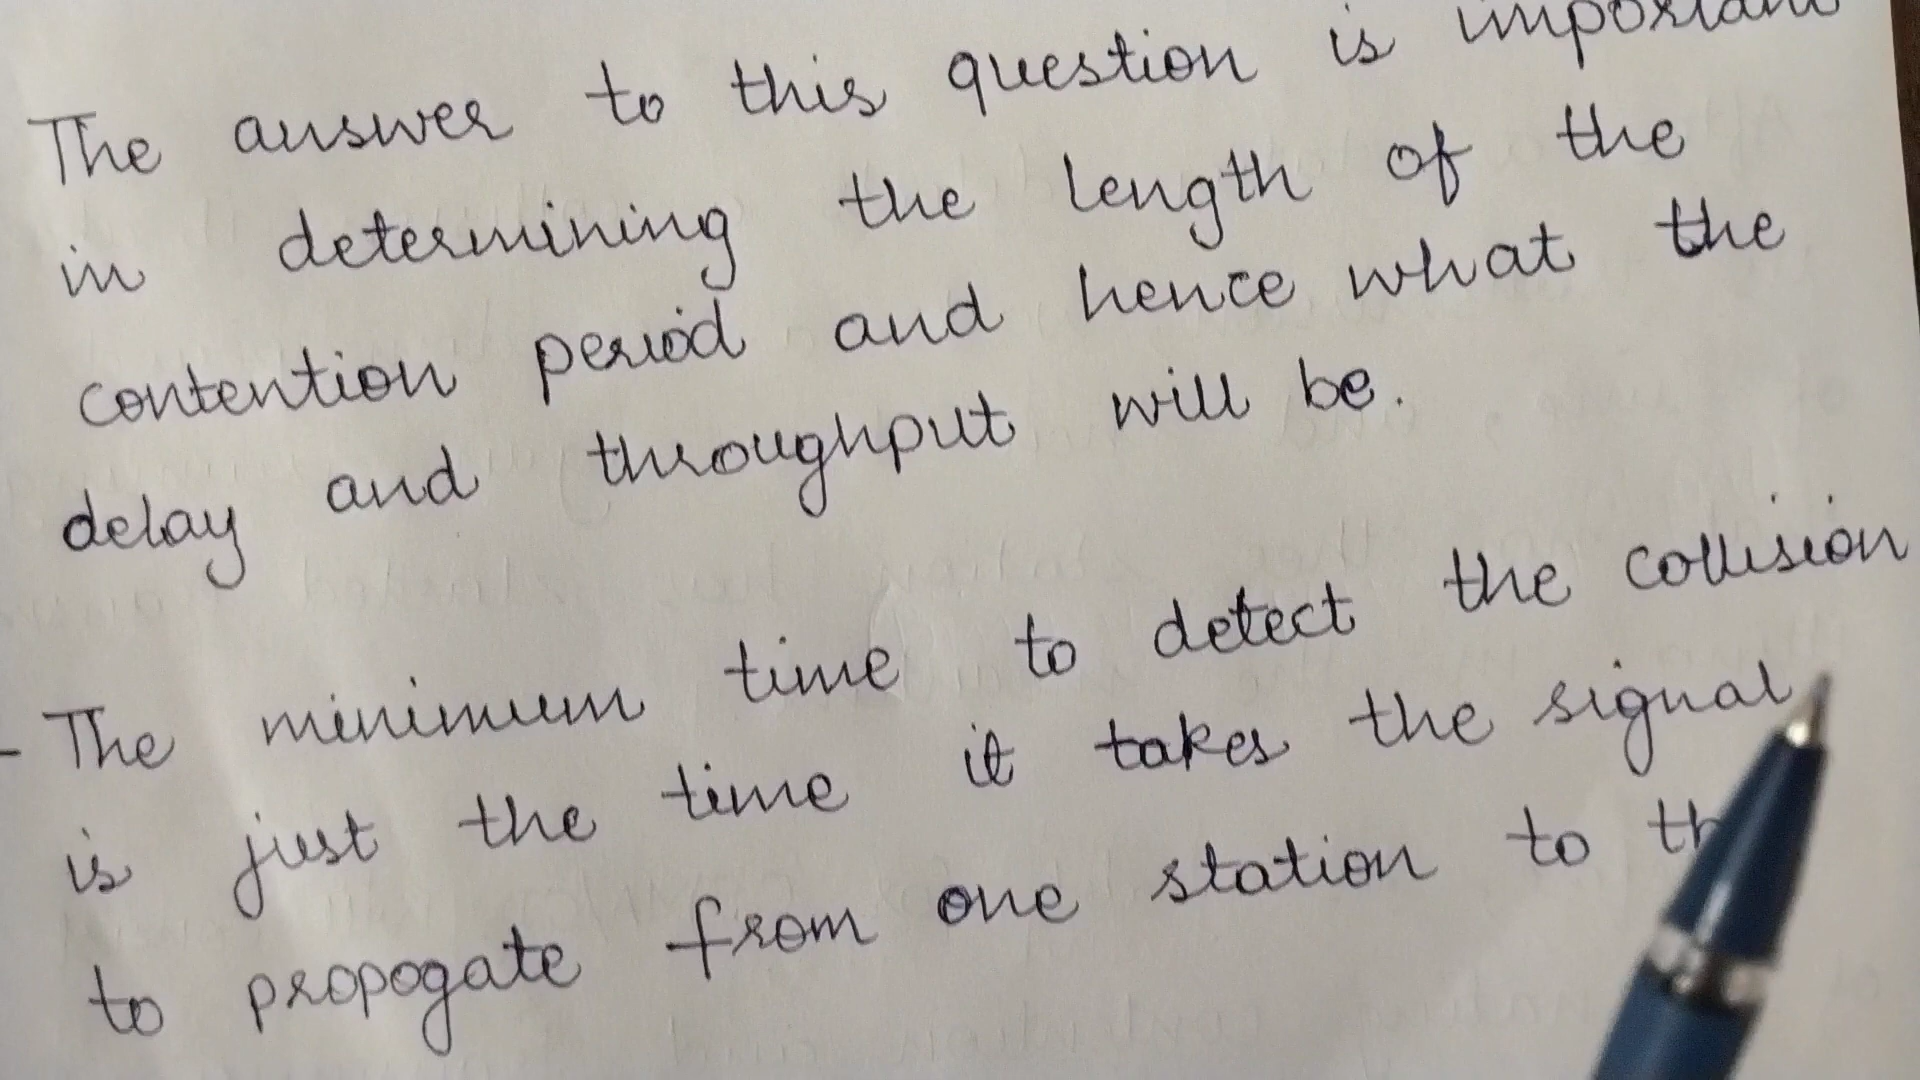 The answer to this question is important
in determining the length of the
contention period and hence what the
delay and throughput will be.
- The minimum time to detect the collision
is just the time it takes the signal
to propogate from one station to